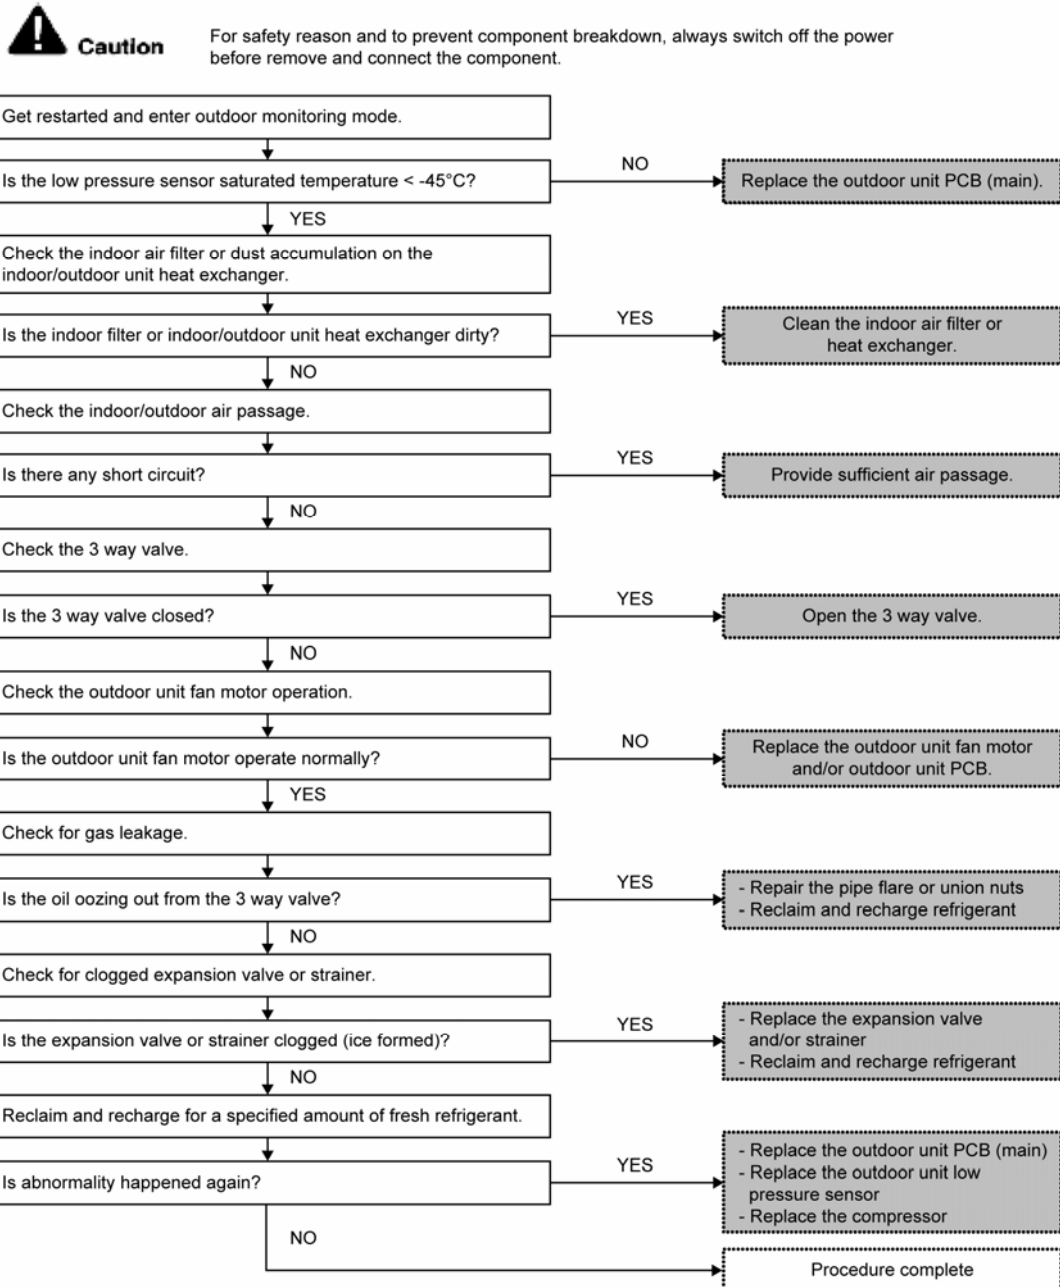 Caution
For safety reason and to prevent component breakdown, always switch off the power
before remove and connect the component.
Get restarted and enter outdoor monitoring mode.
Is the low pressure sensor saturated temperature < -45°C?
NO
Replace the outdoor unit PCB (main).
YES
Check the indoor air filter or dust accumulation on the
indoor/outdoor unit heat exchanger.
Is the indoor filter or indoor/outdoor unit heat exchanger dirty?
YES
Clean the indoor air filter or
heat exchanger.
NO
Check the indoor/outdoor air passage.
Is there any short circuit?
YES
Provide sufficient air passage.
NO
Check the 3 way valve.
Is the 3 way valve closed?
YES
Open the 3 way valve.
NO
Check the outdoor unit fan motor operation.
Is the outdoor unit fan motor operate normally?
NO
Replace the outdoor unit fan motor
and/or outdoor unit PCB.
YES
Check for gas leakage.
Is the oil oozing out from the 3 way valve?
YES
- Repair the pipe flare or union nuts
- Reclaim and recharge refrigerant
NO
Check for clogged expansion valve or strainer.
Is the expansion valve or strainer clogged (ice formed)?
YES
- Replace the expansion valve
and/or strainer
- Reclaim and recharge refrigerant
NO
Reclaim and recharge for a specified amount of fresh refrigerant.
Is abnormality happened again?
YES
- Replace the outdoor unit PCB (main)
- Replace the outdoor unit low
pressure sensor
- Replace the compressor
NO
Procedure complete